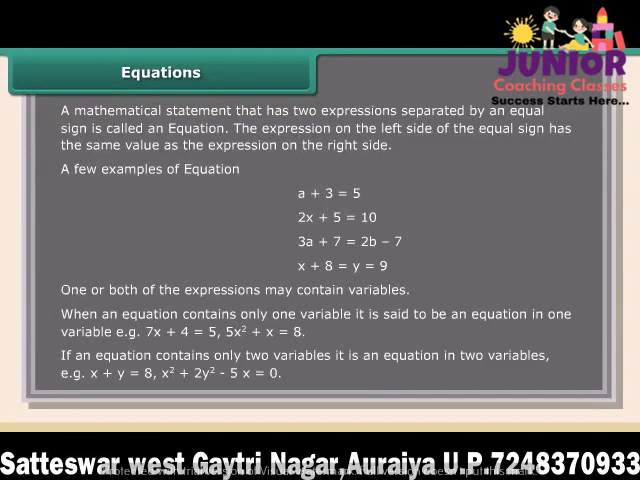 JUNIOR
Coaching Classes
Success Starts Here...
Equations
A mathematical statement that has two expressions separated by an equal
sign is called an Equation. The expression on the left side of the equal sign has
the same value as the expression on the right side.
A few examples of Equation
a + 3 = 5
2x + 5 = 10
3a + 7 = 2b – 7
x + 8 = y = 9
One or both of the expressions may contain variables.
When an equation contains only one variable it is said to be an equation in one
variable e.g. 7x + 4 = 5, 5x² + x = 8.
If an equation contains only two variables it is an equation in two variables,
e.g. x + y = 8, x² + 2y² - 5 x = 0.
Satteswar west Gaytri Nagar,Auraiya U.P.7248370933